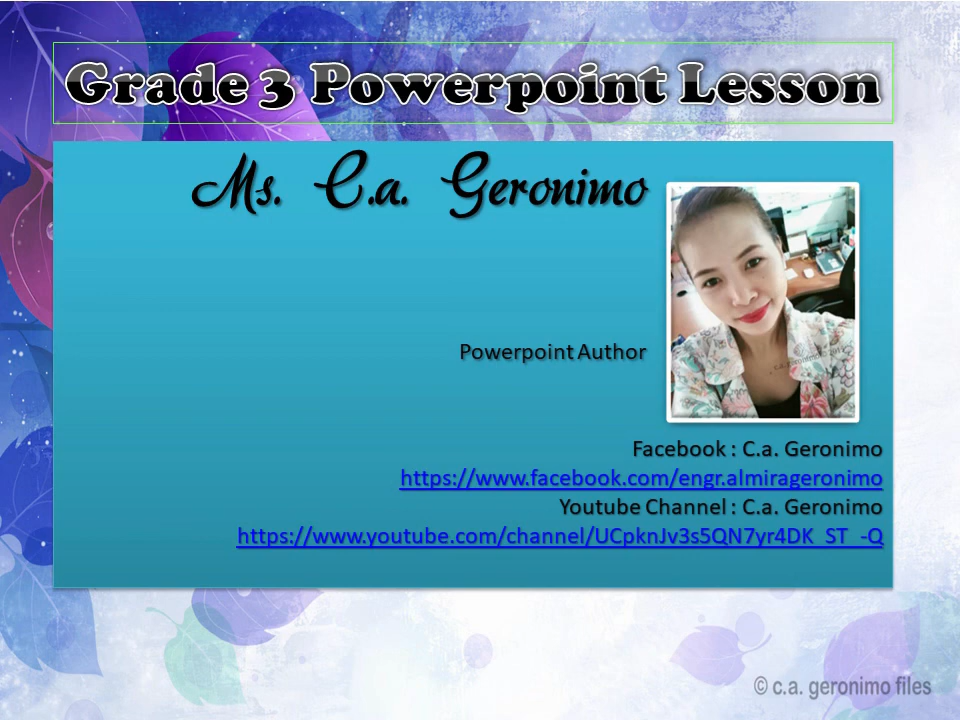 Grade 3 Powerpoint Lesson
Ms. C.a. Geronimo
Powerpoint Author
Facebook : C.a. Geronimo
https://www.facebook.com/engr.almirageronimo
Youtube Channel : C.a. Geronimo
https://www.youtube.com/channel/UCpknJv3s5QN7yr4DK_ST_-Q
© c.a. geronimo files